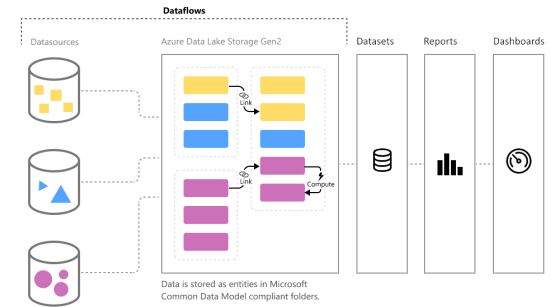 Dataflows
Datasources
Azure Data Lake Storage Gen2
Datasets
Reports
Dashboards
Link
Link
Compute
Data is stored as entities in Microsoft
Common Data Model compliant folders.